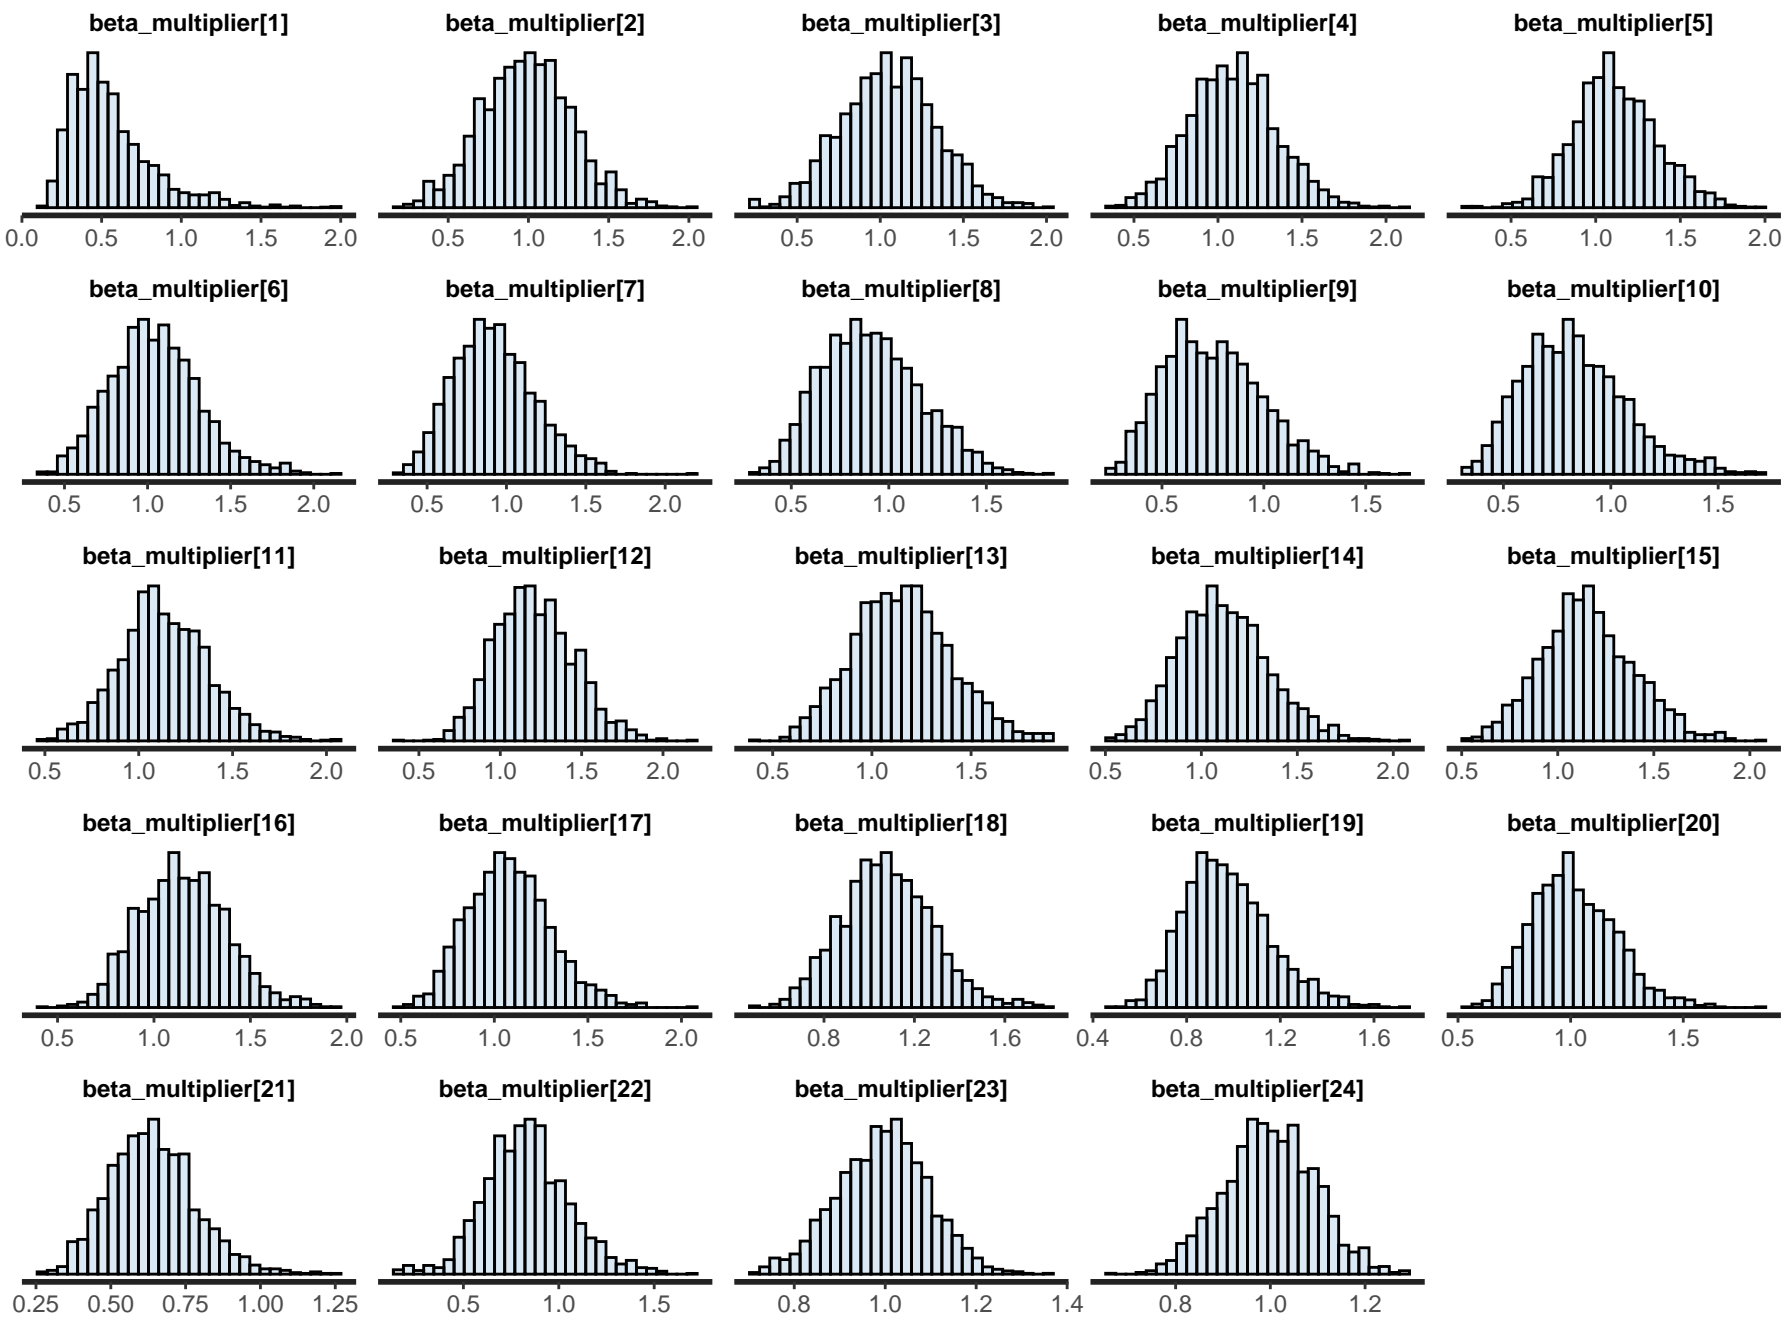 beta_multiplier[1] beta_multiplier[2] beta_multiplier[3] beta_multiplier[4] beta_multiplier[5]
0.0 0.5 1.0 1.5 2.0 0.5 1.0 1.5 2.0 0.5 1.0 1.5 2.0 0.5 1.0 1.5 2.0 0.5 1.0 1.5 2.0
beta_multiplier[6] beta_multiplier[7] beta_multiplier[8] beta_multiplier[9] beta_multiplier[10]
0.5 1.0 1.5 2.0 0.5 1.0 1.5 2.0 0.5 1.0 1.5 0.5 1.0 1.5 0.5 1.0 1.5
beta_multiplier[11] beta_multiplier[12] beta_multiplier[13] beta_multiplier[14] beta_multiplier[15]
0.5 1.0 1.5 2.0 0.5 1.0 1.5 2.0 0.5 1.0 1.5 0.5 1.0 1.5 2.0 0.5 1.0 1.5 2.0
beta_multiplier[16] beta_multiplier[17] beta_multiplier[18] beta_multiplier[19] beta_multiplier[20]
0.5 1.0 1.5 2.0 0.5 1.0 1.5 2.0 0.8 1.2 1.6 0.4 0.8 1.2 1.6 0.5 1.0 1.5
beta_multiplier[21] beta_multiplier[22] beta_multiplier[23] beta_multiplier[24]
0.25 0.50 0.75 1.00 1.25 0.5 1.0 1.5 0.8 1.0 1.2 1.4 0.8 1.0 1.2